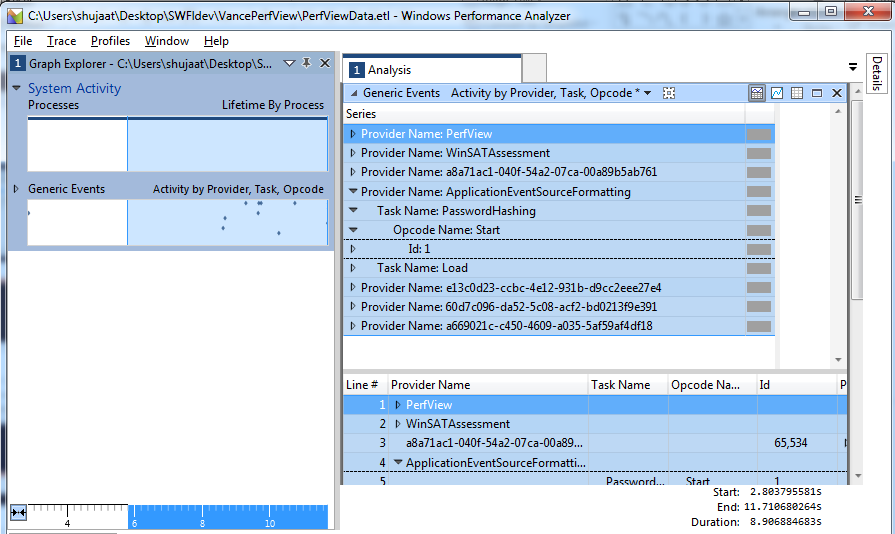 C:\Users\shujaat\Desktop\SWFIdev\VancePerfView\PerfViewData.etl - Windows Performance Analyzer
File Trace Profiles Window Help
1 Graph Explorer - C:\Users\shujaat\Desktop\S...
System Activity
Processes Lifetime By Process
Generic Events Activity by Provider, Task, Opcode
4 6 8 10
1 Analysis
Details
Generic Events Activity by Provider, Task, Opcode *
Series
Provider Name: PerfView
Provider Name: WinSATAssessment
Provider Name: a8a71ac1-040f-54a2-07ca-00a89b5ab761
Provider Name: ApplicationEventSourceFormatting
Task Name: PasswordHashing
Opcode Name: Start
Id: 1
Task Name: Load
Provider Name: e13c0d23-ccbc-4e12-931b-d9cc2eee27e4
Provider Name: 60d7c096-da52-5c08-acf2-bd0213f9e391
Provider Name: a669021c-c450-4609-a035-5af59af4df18
Line # Provider Name Task Name Opcode Na... Id P
1 PerfView
2 WinSATAssessment
3 a8a71ac1-040f-54a2-07ca-00a89... 65,534
4 ApplicationEventSourceFormatti...
5 Password... Start 1
Start: 2.803795581s
End: 11.710680264s
Duration: 8.906884683s